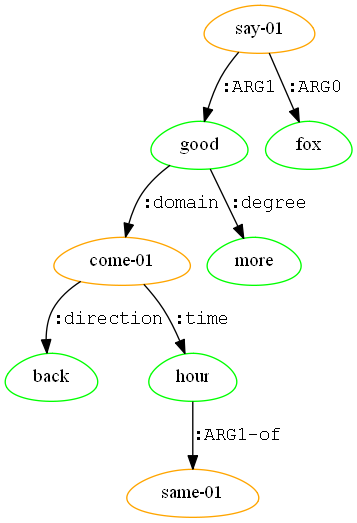 say-01
:ARG1 :ARG0
good fox
:domain :degree
come-01 more
:direction :time
back hour
:ARG1-of
same-01